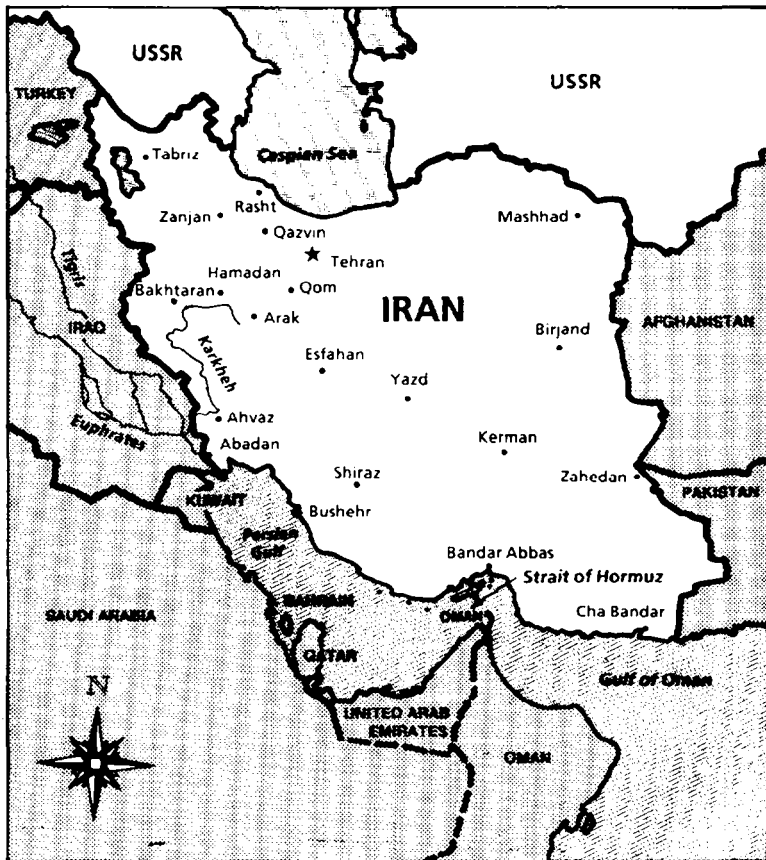 USSR
USSR
TURKEY
Caspian Sea
Tabriz
Rasht
Zanjan
Mashhad
Qazvin
Tehran
Tigris
Hamadan
Bakhtaran
Qom
IRAN
Arak
IRAQ
AFGHANISTAN
Birjand
Karkheh
Esfahan
Yazd
Ahvaz
Euphrates
Abadan
Kerman
Shiraz
Zahedan
KUWAIT
PAKISTAN
Bushehr
Persian
Gulf
Bandar Abbas
Strait of Hormuz
BAHRAIN
SAUDI ARABIA
OMAN
Cha Bandar
QATAR
Gulf of Oman
N
UNITED ARAB
EMIRATES
OMAN